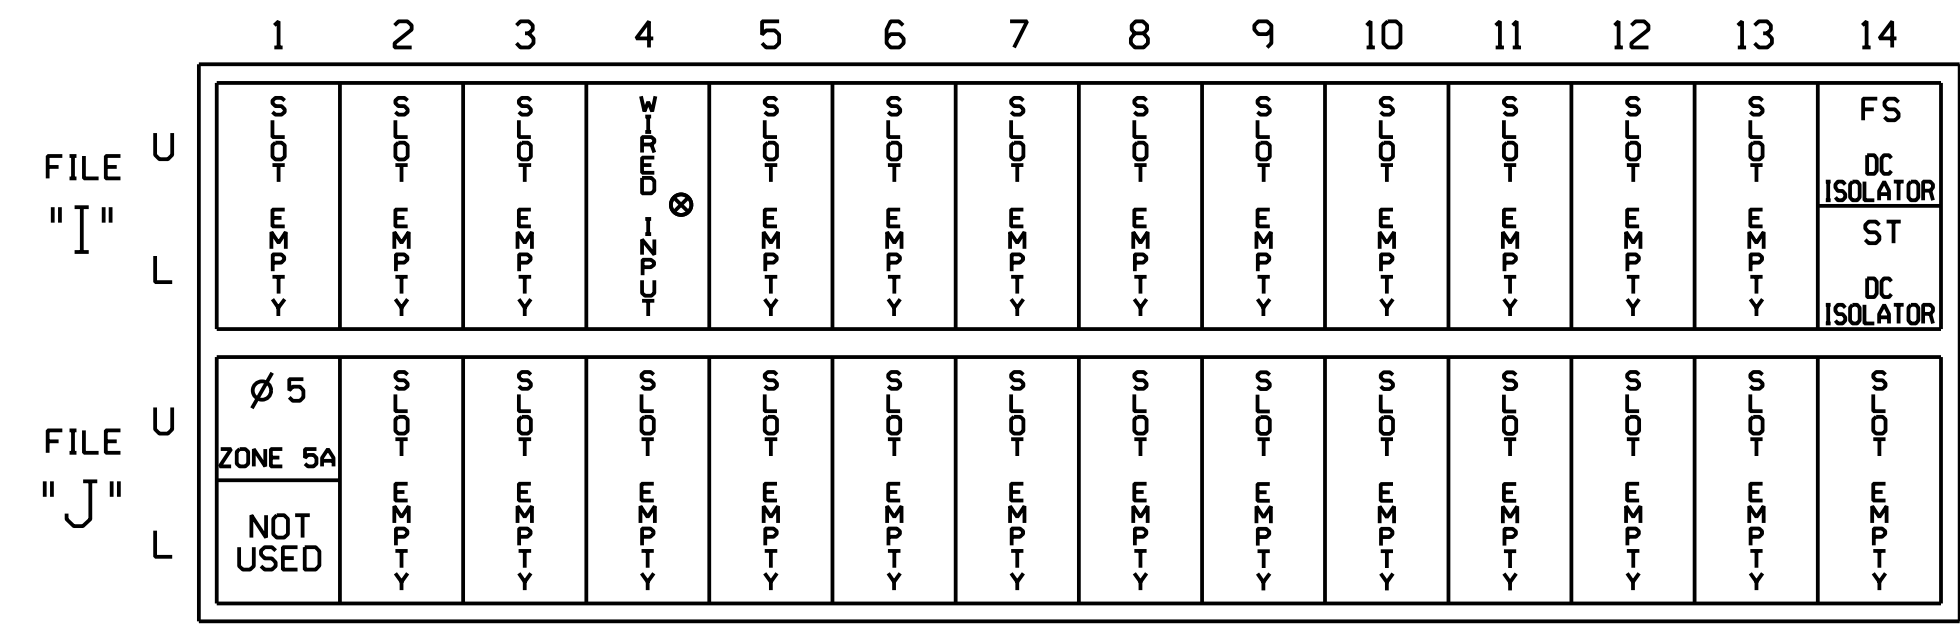 1 2 3 4 5 6 7 8 9 10 11 12 13 14
FILE
"I"
U
L
SLOT EMPTY
SLOT EMPTY
SLOT EMPTY
WIRED INPUT
SLOT EMPTY
SLOT EMPTY
SLOT EMPTY
SLOT EMPTY
SLOT EMPTY
SLOT EMPTY
SLOT EMPTY
SLOT EMPTY
SLOT EMPTY
FS
DC
ISOLATOR
ST
DC
ISOLATOR
FILE
"J"
U
L
Ø 5
ZONE 5A
NOT
USED
SLOT EMPTY
SLOT EMPTY
SLOT EMPTY
SLOT EMPTY
SLOT EMPTY
SLOT EMPTY
SLOT EMPTY
SLOT EMPTY
SLOT EMPTY
SLOT EMPTY
SLOT EMPTY
SLOT EMPTY
SLOT EMPTY